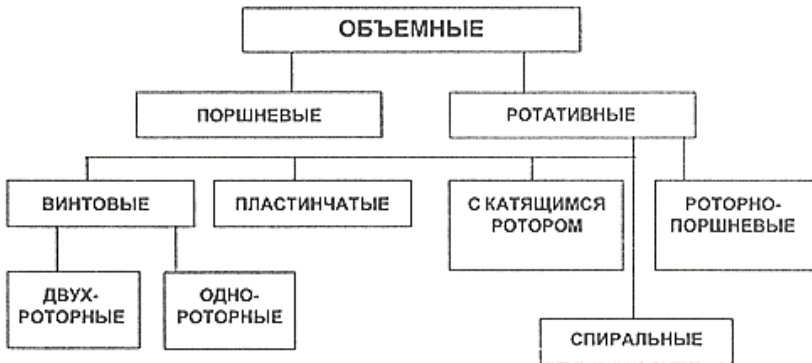 ОБЪЕМНЫЕ
ПОРШНЕВЫЕ
РОТАТИВНЫЕ
ВИНТОВЫЕ
ПЛАСТИНЧАТЫЕ
С КАТЯЩИМСЯ
РОТОРОМ
РОТОРНО-
ПОРШНЕВЫЕ
ДВУХ-
РОТОРНЫЕ
ОДНО-
РОТОРНЫЕ
СПИРАЛЬНЫЕ